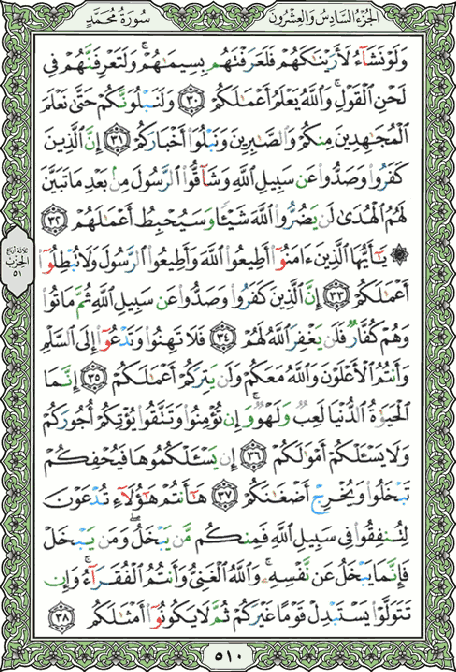 الجزء السادس والعشرون
سورة محمد
وَلَوْ نَشَآءُ لَأَرَيْنَٰكَهُمْ فَلَعَرَفْتَهُم بِسِيمَٰهُمْ ۚ وَلَتَعْرِفَنَّهُمْ فِى
لَحْنِ ٱلْقَوْلِ ۚ وَٱللَّهُ يَعْلَمُ أَعْمَٰلَكُمْ ٣٠ وَلَنَبْلُوَنَّكُمْ حَتَّىٰ نَعْلَمَ
ٱلْمُجَٰهِدِينَ مِنكُمْ وَٱلصَّٰبِرِينَ وَنَبْلُوَا۟ أَخْبَارَكُمْ ٣١ إِنَّ ٱلَّذِينَ
كَفَرُوا۟ وَصَدُّوا۟ عَن سَبِيلِ ٱللَّهِ وَشَآقُّوا۟ ٱلرَّسُولَ مِنۢ بَعْدِ مَا تَبَيَّنَ
لَهُمُ ٱلْهُدَىٰ لَن يَضُرُّوا۟ ٱللَّهَ شَيْـًٔا وَسَيُحْبِطُ أَعْمَٰلَهُمْ ٣٢
۞ يَٰٓأَيُّهَا ٱلَّذِينَ ءَامَنُوٓا۟ أَطِيعُوا۟ ٱللَّهَ وَأَطِيعُوا۟ ٱلرَّسُولَ وَلَا تُبْطِلُوٓا۟
أَعْمَٰلَكُمْ ٣٣ إِنَّ ٱلَّذِينَ كَفَرُوا۟ وَصَدُّوا۟ عَن سَبِيلِ ٱللَّهِ ثُمَّ مَاتُوا۟
وَهُمْ كُفَّارٌ فَلَن يَغْفِرَ ٱللَّهُ لَهُمْ ٣٤ فَلَا تَهِنُوا۟ وَتَدْعُوٓا۟ إِلَى ٱلسَّلْمِ
وَأَنتُمُ ٱلْأَعْلَوْنَ وَٱللَّهُ مَعَكُمْ وَلَن يَتِرَكُمْ أَعْمَٰلَكُمْ ٣٥ إِنَّمَا
ٱلْحَيَوٰةُ ٱلدُّنْيَا لَعِبٌ وَلَهْوٌ ۚ وَإِن تُؤْمِنُوا۟ وَتَتَّقُوا۟ يُؤْتِكُمْ أُجُورَكُمْ
وَلَا يَسْـَٔلْكُمْ أَمْوَٰلَكُمْ ٣٦ إِن يَسْـَٔلْكُمُوهَا فَيُحْفِكُمْ
تَبْخَلُوا۟ وَيُخْرِجْ أَضْغَٰنَكُمْ ٣٧ هَٰٓأَنتُمْ هَٰٓؤُلَآءِ تُدْعَوْنَ
لِتُنفِقُوا۟ فِى سَبِيلِ ٱللَّهِ فَمِنكُم مَّن يَبْخَلُ ۖ وَمَن يَبْخَلْ
فَإِنَّمَا يَبْخَلُ عَن نَّفْسِهِۦ ۚ وَٱللَّهُ ٱلْغَنِىُّ وَأَنتُمُ ٱلْفُقَرَآءُ ۚ وَإِن
تَتَوَلَّوْا۟ يَسْتَبْدِلْ قَوْمًا غَيْرَكُمْ ثُمَّ لَا يَكُونُوٓا۟ أَمْثَٰلَكُم ٣٨
الحزب
٥١
٥١٠